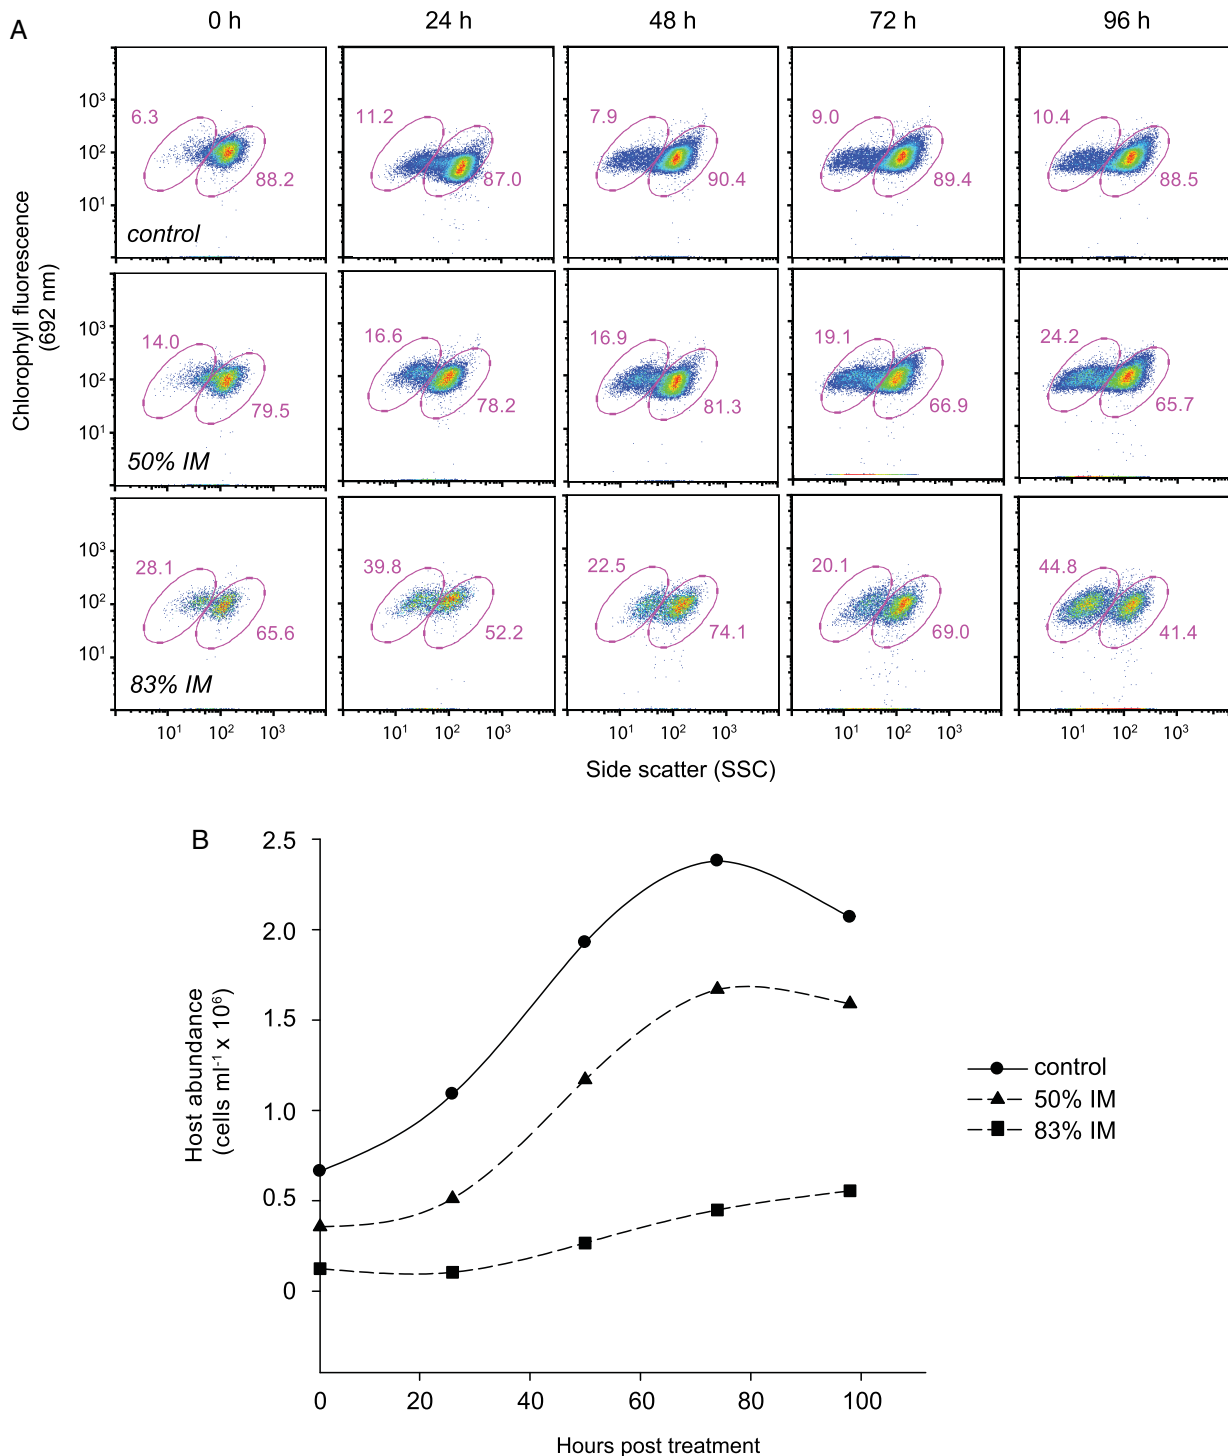 A
0 h 24 h 48 h 72 h 96 h
10³ 6.3 11.2 7.9 9.0 10.4
10²
88.2 87.0 90.4 89.4 88.5
10¹
control
Chlorophyll fluorescence
(692 nm)
10³ 14.0 16.6 16.9 19.1 24.2
10²
79.5 78.2 81.3 66.9 65.7
10¹
50% IM
10³ 28.1 39.8 22.5 20.1 44.8
10²
65.6 52.2 74.1 69.0 41.4
10¹
83% IM
10¹ 10² 10³ 10¹ 10² 10³ 10¹ 10² 10³ 10¹ 10² 10³ 10¹ 10² 10³
Side scatter (SSC)
B
2.5
2.0
1.5
1.0
0.5
0
Host abundance
(cells ml⁻¹ x 10⁶)
control
50% IM
83% IM
0 20 40 60 80 100
Hours post treatment